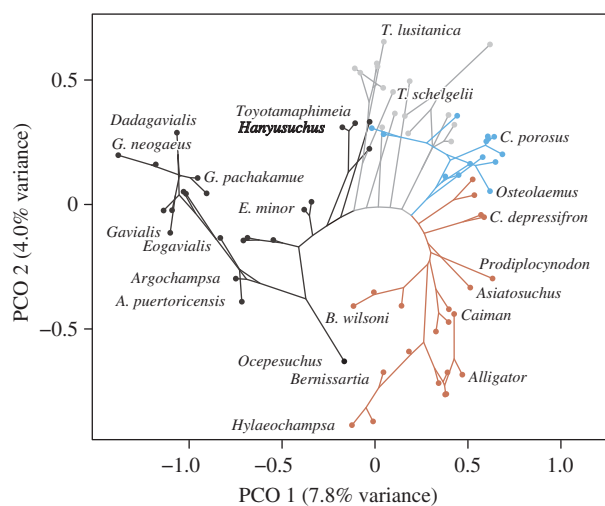 T. lusitanica
0.5
T. schelgelii
Toyotamaphimeia
Dadagavialis
Hanyusuchus
C. porosus
G. neogaeus
G. pachakamue
Osteolaemus
0
E. minor
C. depressifron
Gavialis
Eogavialis
Prodiplocynodon
Argochampsa
Asiatosuchus
A. puertoricensis
B. wilsoni
Caiman
−0.5
Ocepesuchus
Bernissartia
Alligator
Hylaeochampsa
−1.0 −0.5 0 0.5 1.0
PCO 1 (7.8% variance)
PCO 2 (4.0% variance)